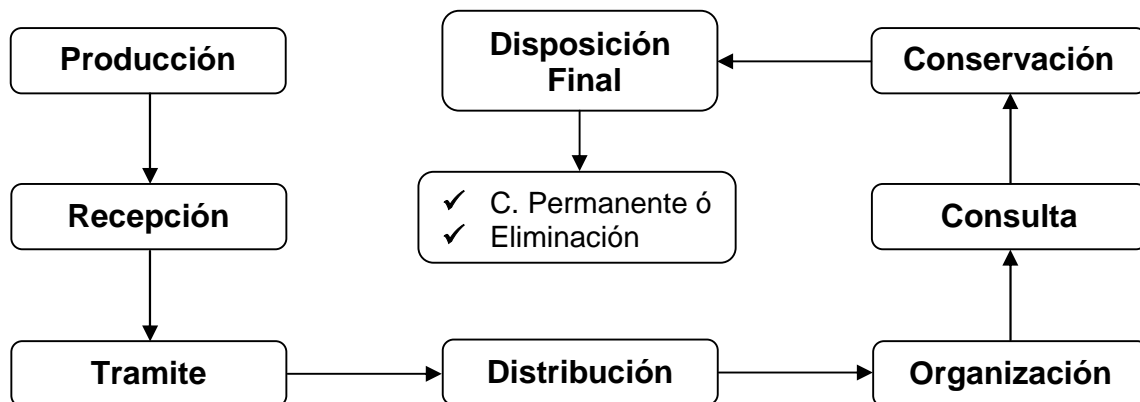 Producción
Recepción
Tramite
Distribución
Organización
Consulta
Conservación
Disposición
Final
✓ C. Permanente ó
✓ Eliminación